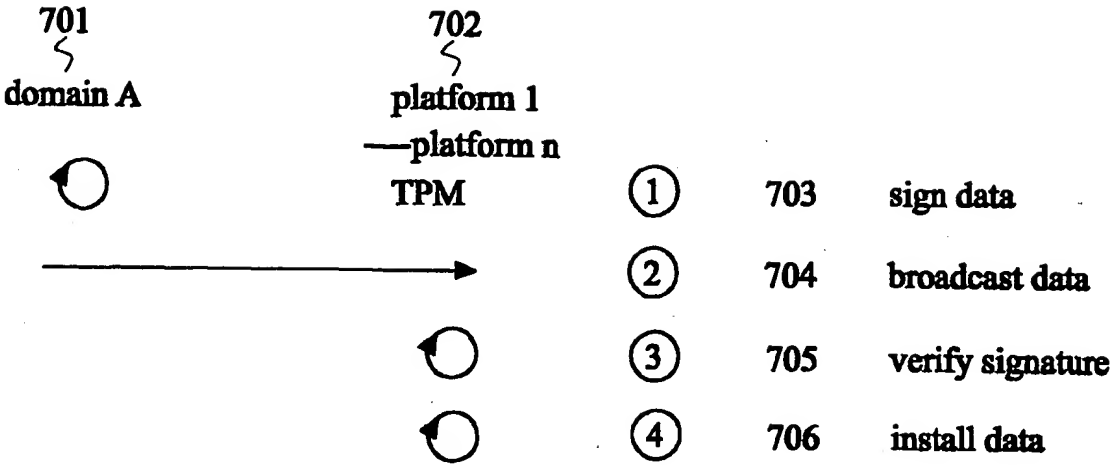 701
702
domain A
platform 1
—platform n
TPM
1 703 sign data
2 704 broadcast data
3 705 verify signature
4 706 install data